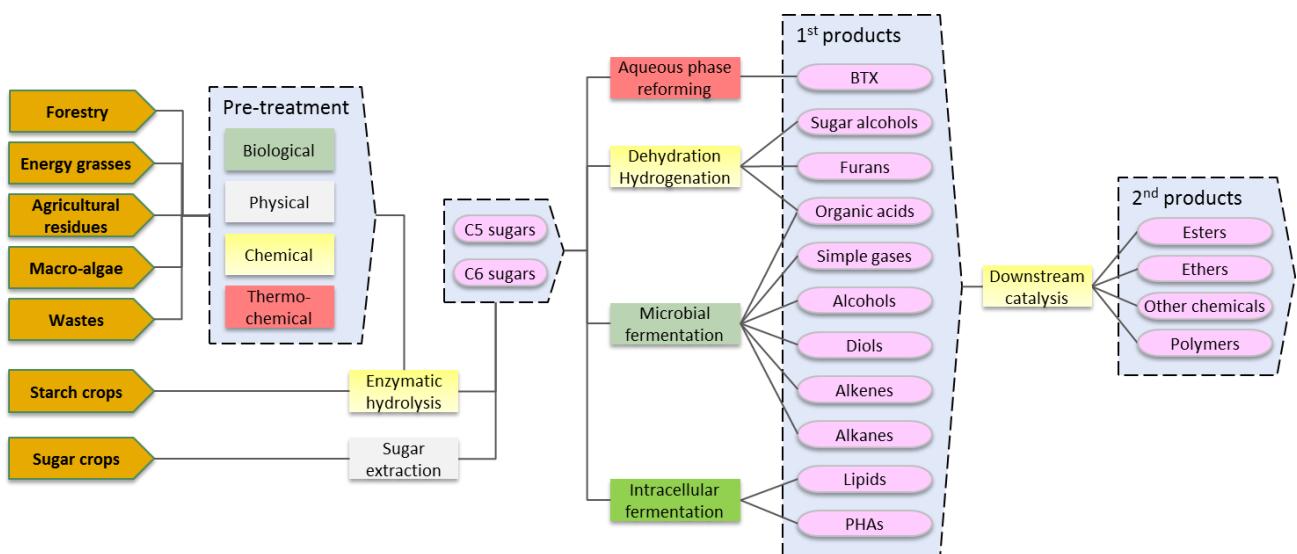 Forestry
Energy grasses
Agricultural
residues
Macro-algae
Wastes
Starch crops
Sugar crops
Pre-treatment
Biological
Physical
Chemical
Thermo-
chemical
Enzymatic
hydrolysis
Sugar
extraction
C5 sugars
C6 sugars
Aqueous phase
reforming
Dehydration
Hydrogenation
Microbial
fermentation
Intracellular
fermentation
1st products
BTX
Sugar alcohols
Furans
Organic acids
Simple gases
Alcohols
Diols
Alkenes
Alkanes
Lipids
PHAs
Downstream
catalysis
2nd products
Esters
Ethers
Other chemicals
Polymers